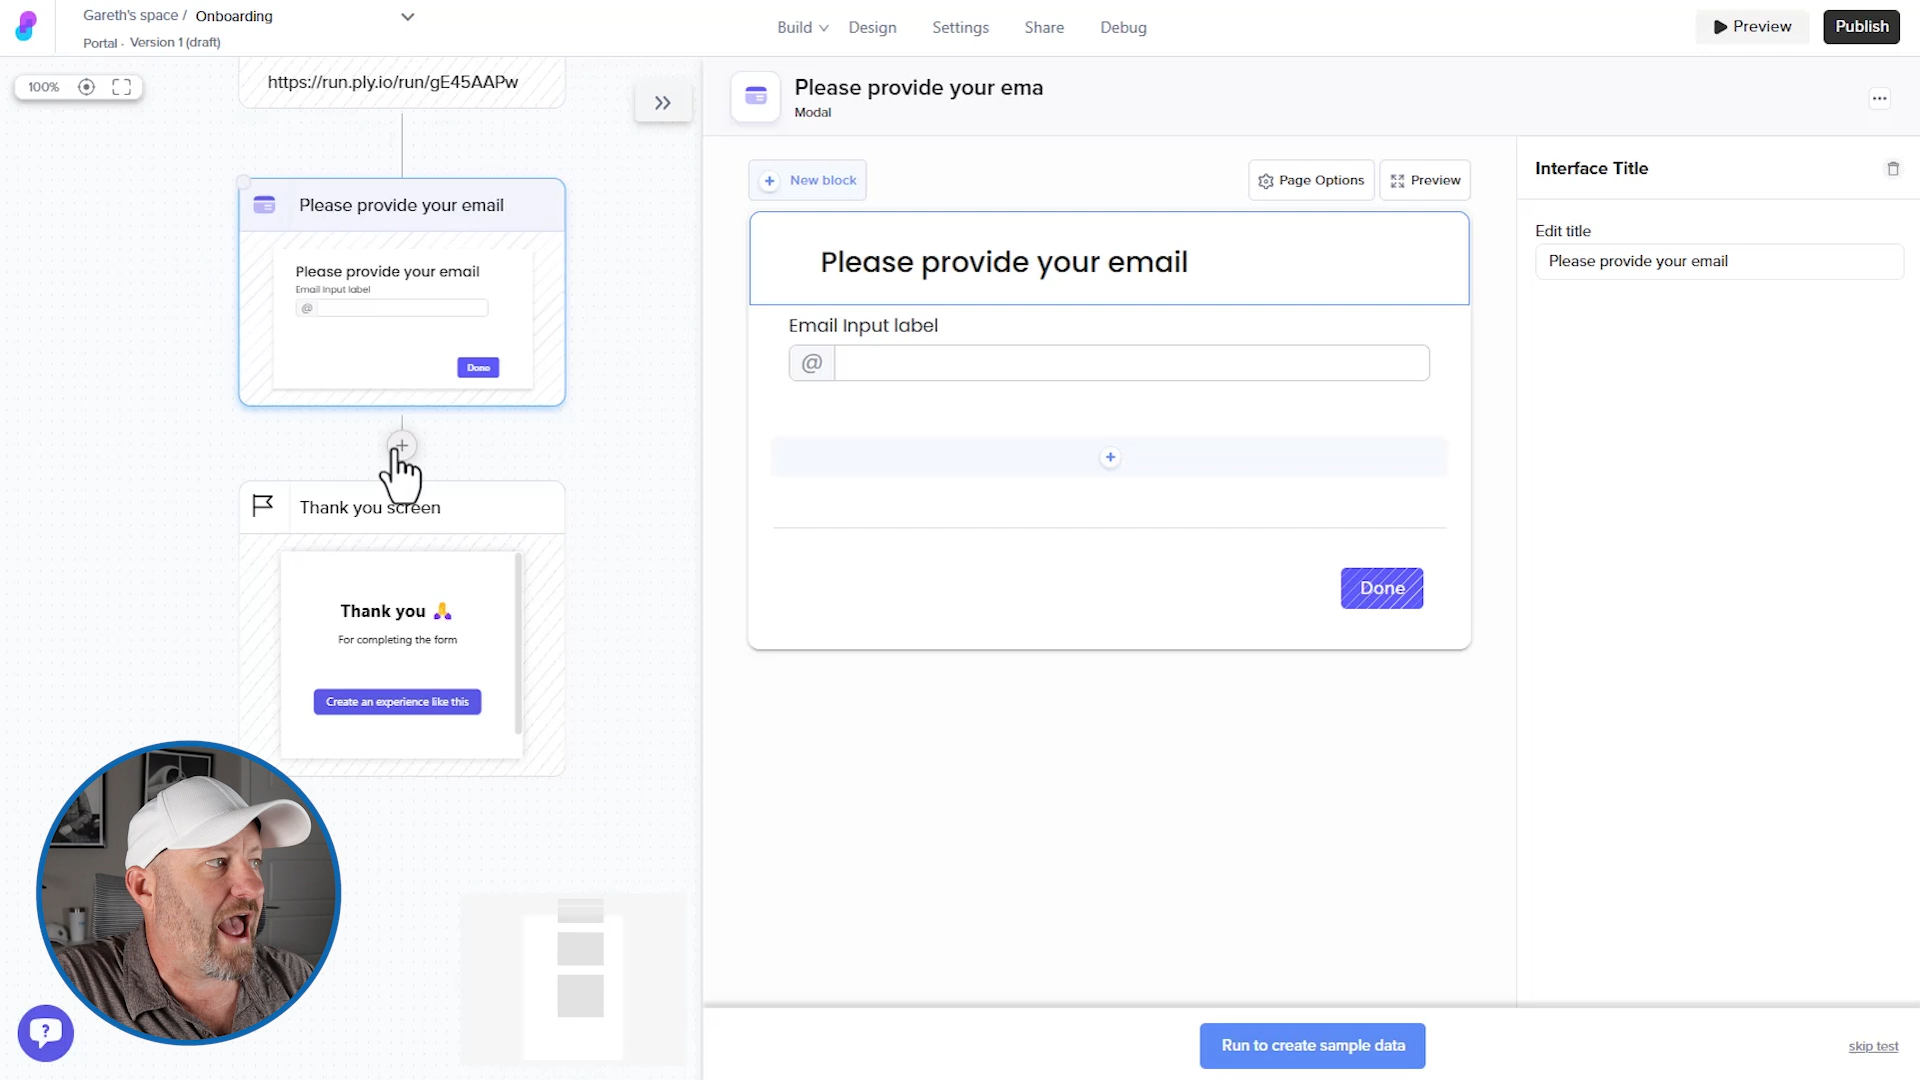 Gareth's space / Onboarding
Portal - Version 1 (draft)
Build
Design
Settings
Share
Debug
Preview
Publish
100%
https://run.ply.io/run/gE45AAPw
Please provide your email
Please provide your email
Email Input label
@
Done
Thank you screen
Thank you 🙏
For completing the form
Create an experience like this
Please provide your ema
Modal
New block
Page Options
Preview
Please provide your email
Email Input label
@
Done
Interface Title
Edit title
Please provide your email
Run to create sample data
skip test